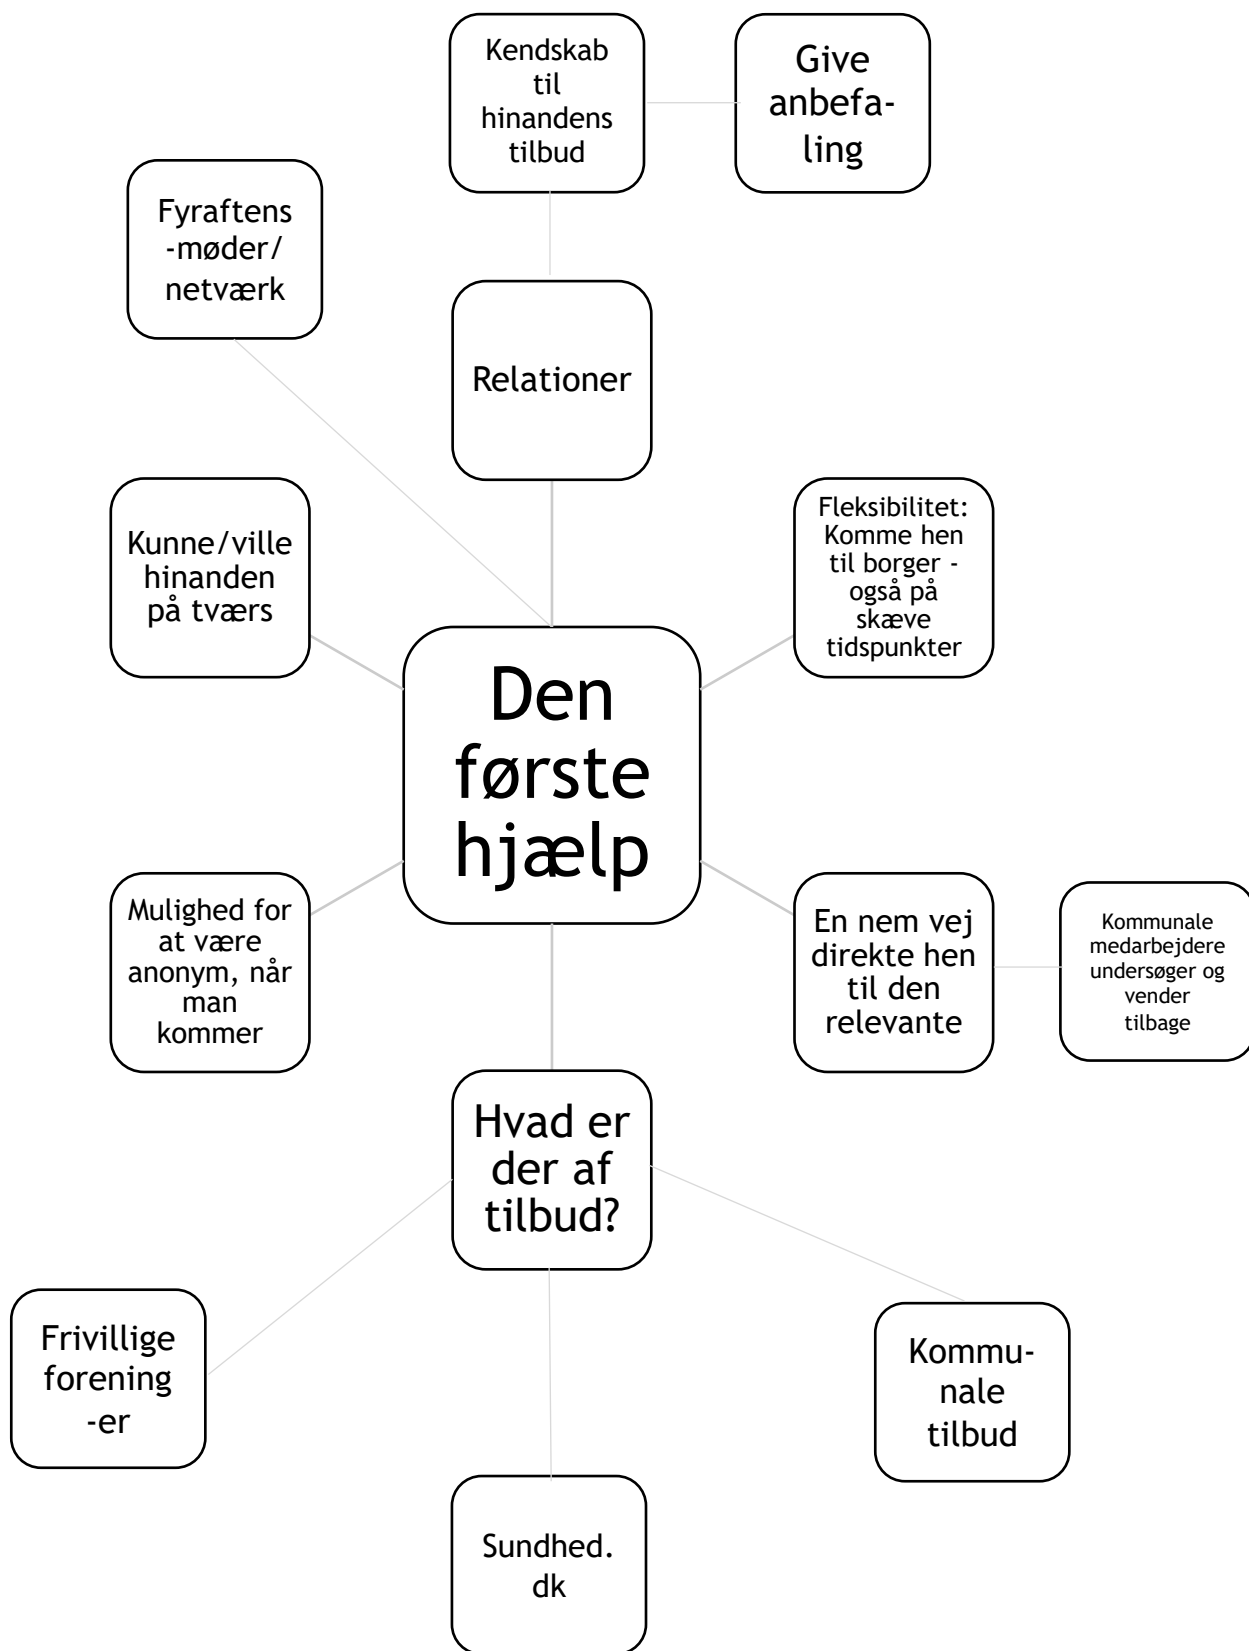 Kendskab
til
hinandens
tilbud
Give
anbefa-
ling
Fyraftens
-møder/
netværk
Relationer
Kunne/ville
hinanden
på tværs
Fleksibilitet:
Komme hen
til borger -
også på
skæve
tidspunkter
Den
første
hjælp
Mulighed for
at være
anonym, når
man
kommer
En nem vej
direkte hen
til den
relevante
Kommunale
medarbejdere
undersøger og
vender
tilbage
Hvad er
der af
tilbud?
Frivillige
forening
-er
Kommu-
nale
tilbud
Sundhed.
dk